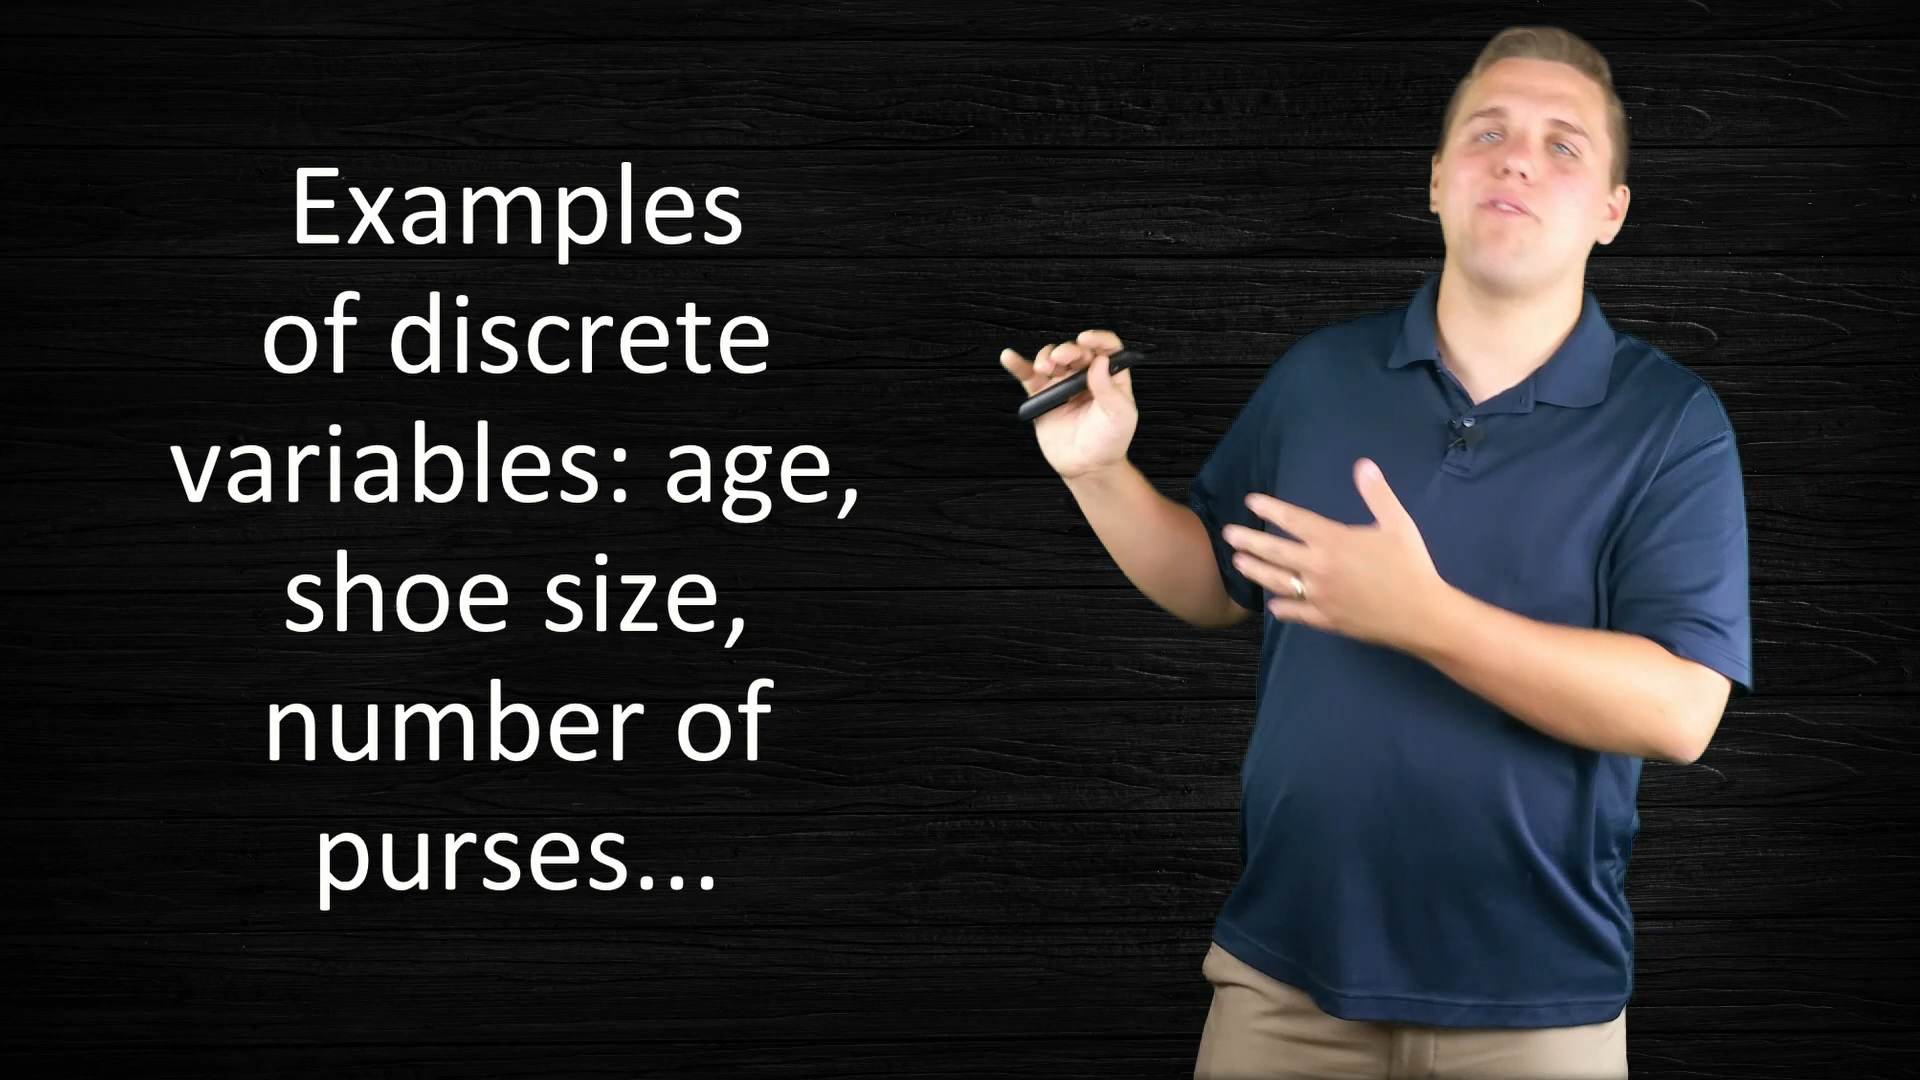 Examples
of discrete
variables: age,
shoe size,
number of
purses...